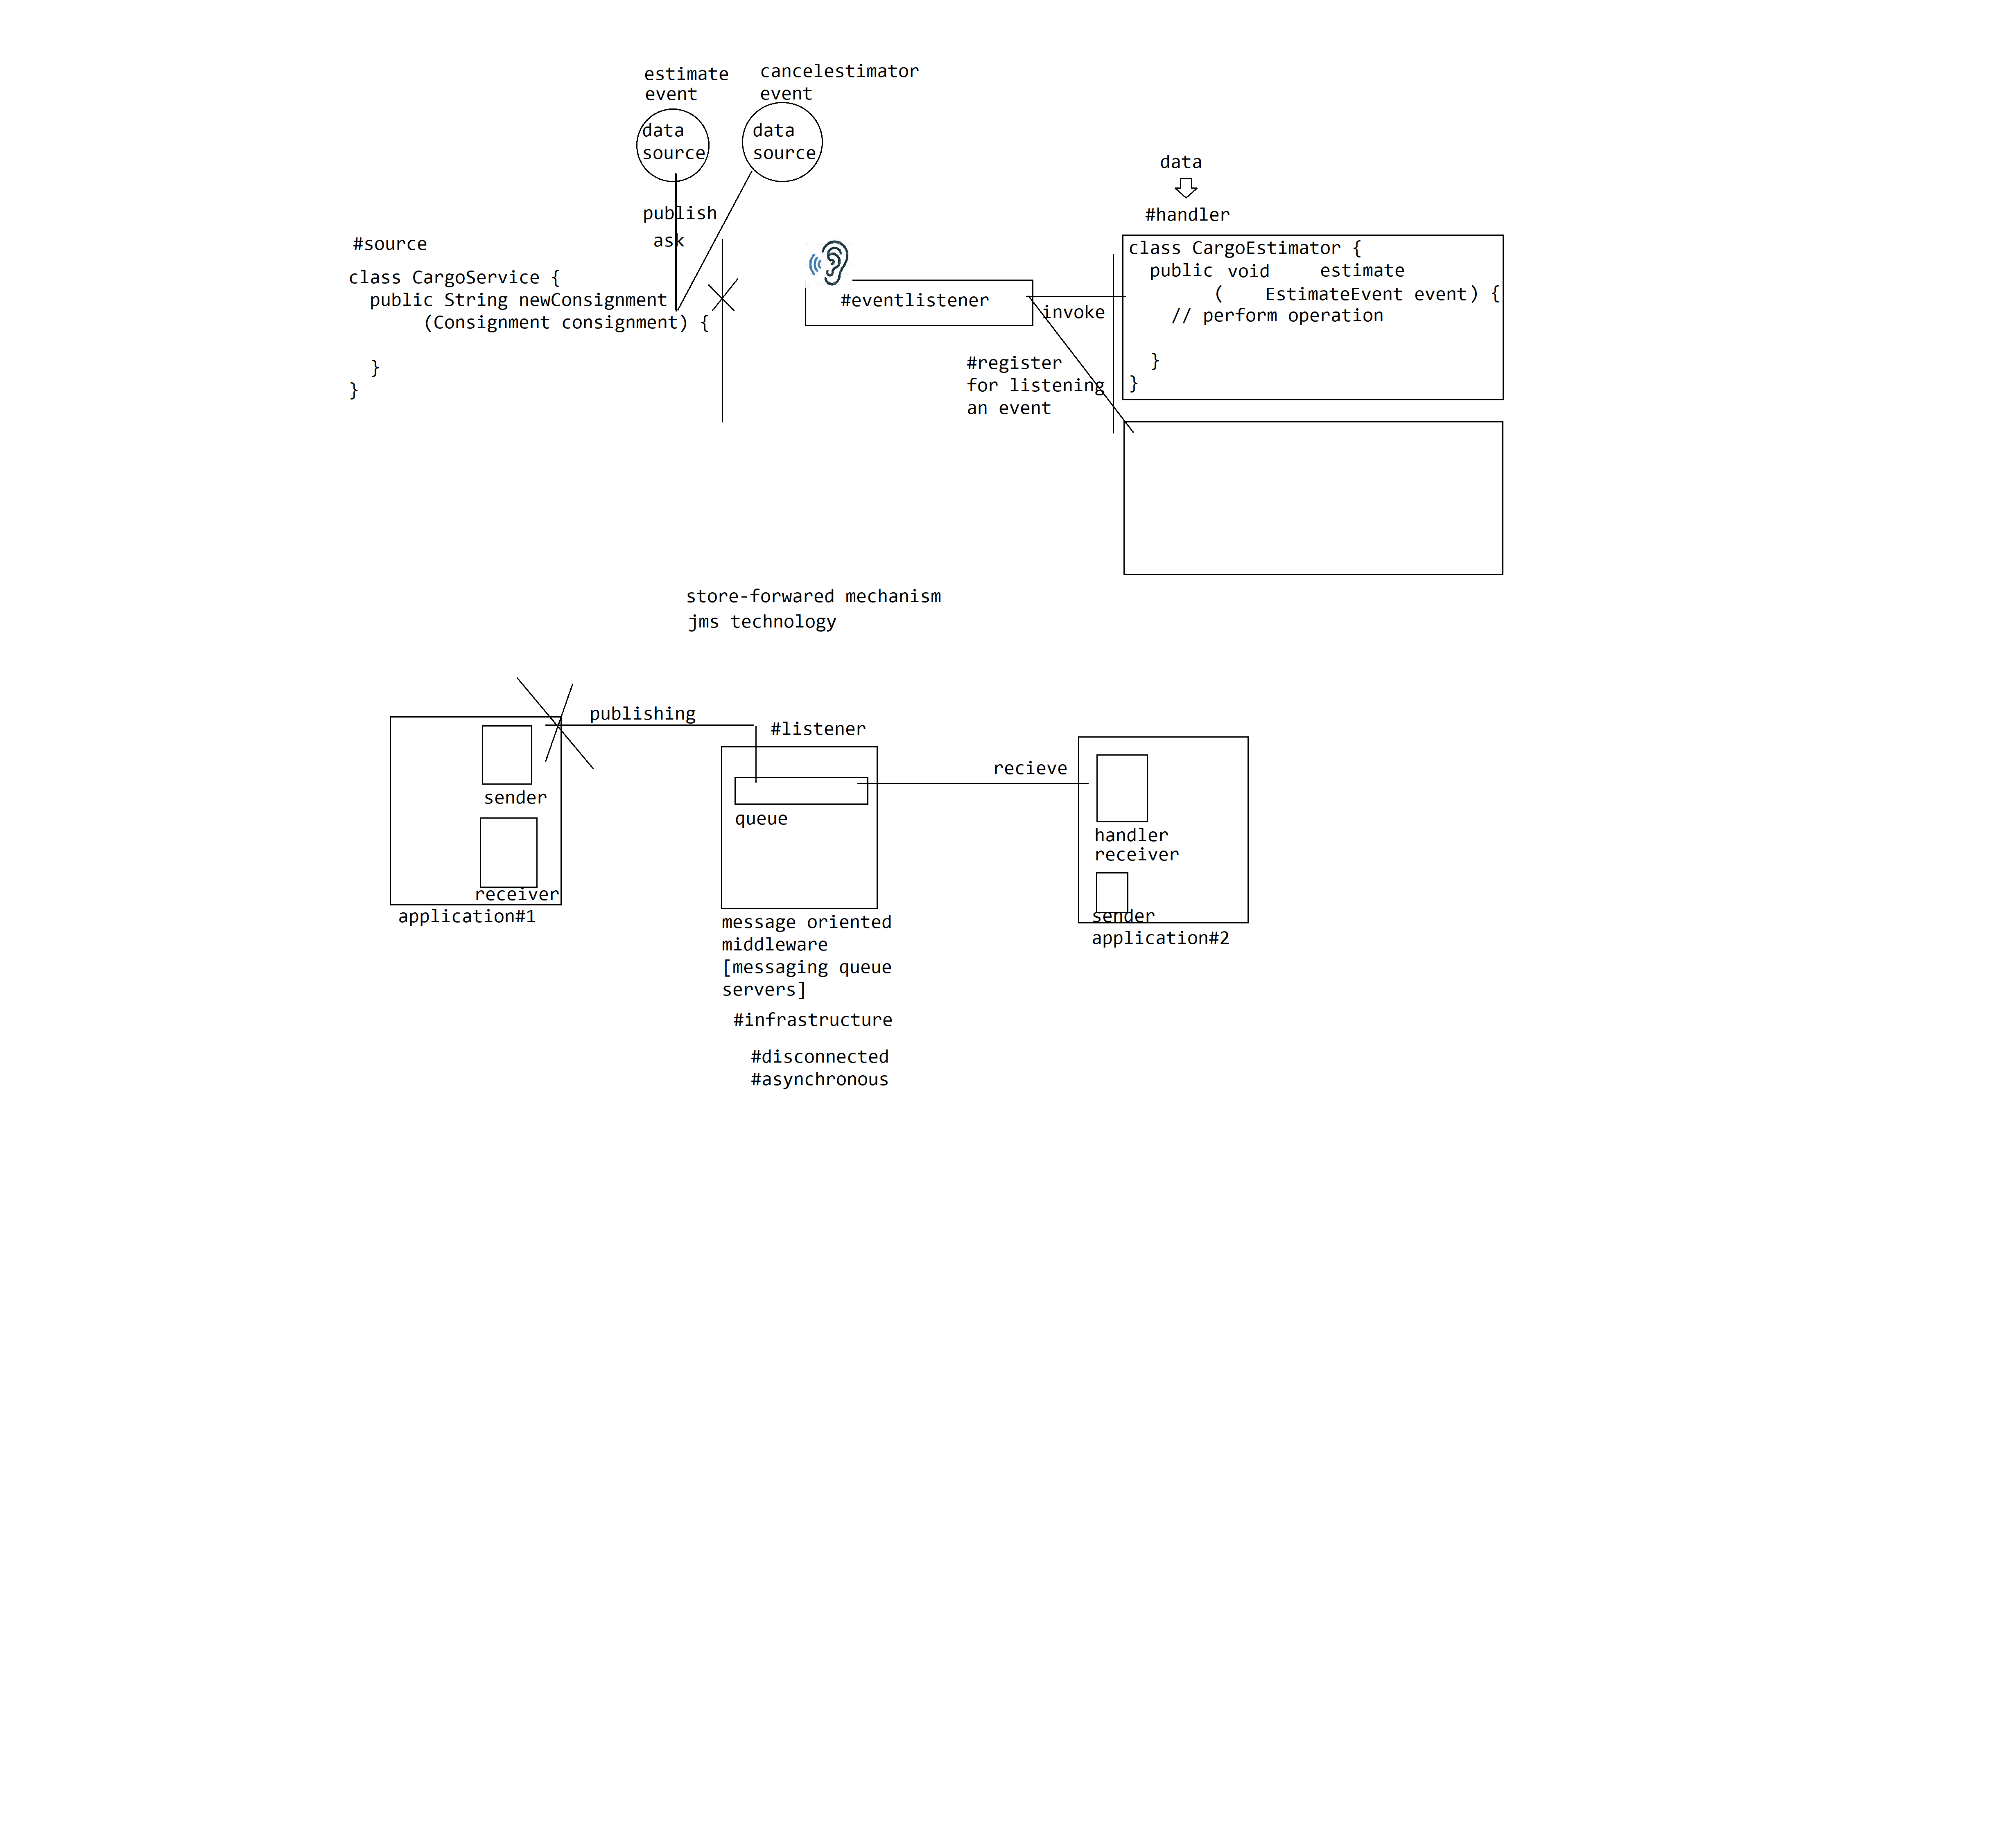 estimate
event
cancelestimator
event
data
source
data
source
publish
ask
#source
class CargoService {
public String newConsignment
(Consignment consignment) {
}
}
#eventlistener
invoke
#register
for listening
an event
data
#handler
class CargoEstimator {
public void estimate
( EstimateEvent event) {
// perform operation
}
}
store-forwared mechanism
jms technology
publishing
sender
receiver
application#1
#listener
queue
message oriented
middleware
[messaging queue
servers]
#infrastructure
#disconnected
#asynchronous
recieve
handler
receiver
sender
application#2